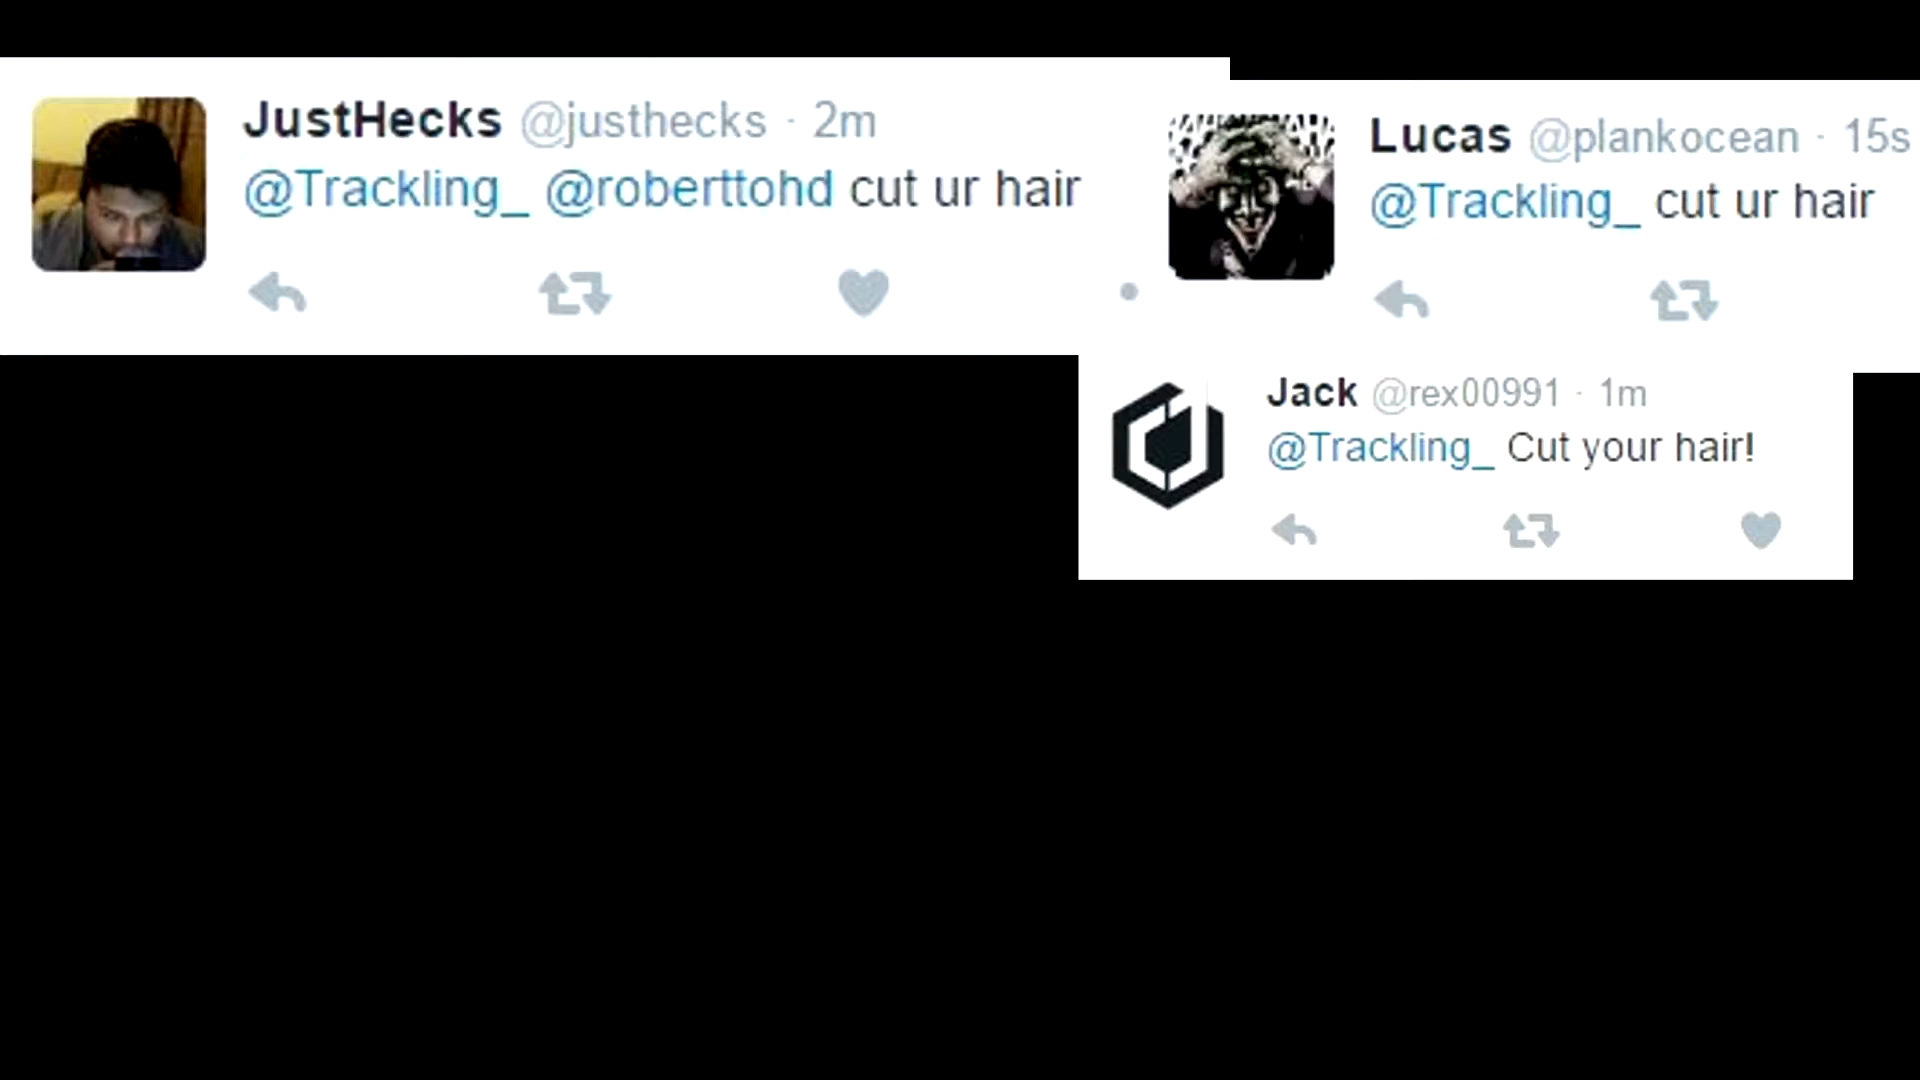 JustHecks @justhecks · 2m
@Trackling_ @roberttohd cut ur hair
Lucas @plankocean · 15s
@Trackling_ cut ur hair
Jack @rex00991 · 1m
@Trackling_ Cut your hair!